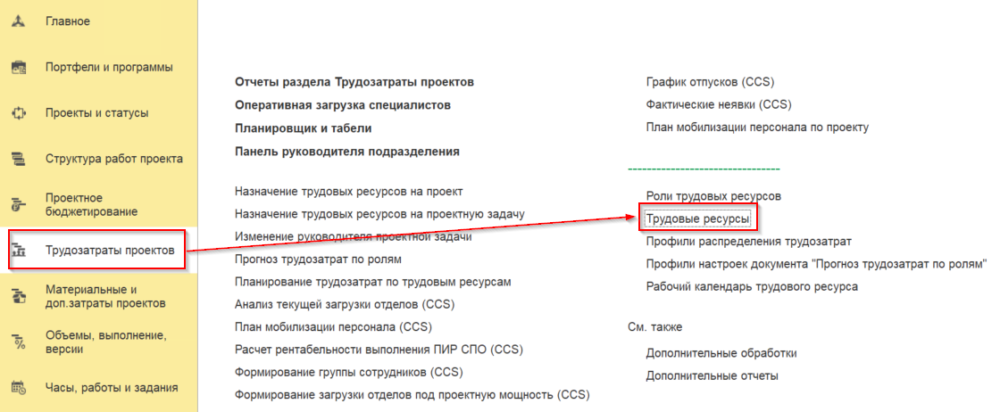 Главное
Портфели и программы
Проекты и статусы
Структура работ проекта
Проектное
бюджетирование
Трудозатраты проектов
Материальные и
доп.затраты проектов
Объемы, выполнение,
версии
Часы, работы и задания
Отчеты раздела Трудозатраты проектов
Оперативная загрузка специалистов
Планировщик и табели
Панель руководителя подразделения
Назначение трудовых ресурсов на проект
Назначение трудовых ресурсов на проектную задачу
Изменение руководителя проектной задачи
Прогноз трудозатрат по ролям
Планирование трудозатрат по трудовым ресурсам
Анализ текущей загрузки отделов (CCS)
План мобилизации персонала (CCS)
Расчет рентабельности выполнения ПИР СПО (CCS)
Формирование группы сотрудников (CCS)
Формирование загрузки отделов под проектную мощность (CCS)
График отпусков (CCS)
Фактические неявки (CCS)
План мобилизации персонала по проекту
--------------------------------
Роли трудовых ресурсов
Трудовые ресурсы
Профили распределения трудозатрат
Профили настроек документа "Прогноз трудозатрат по ролям"
Рабочий календарь трудового ресурса
См. также
Дополнительные обработки
Дополнительные отчеты